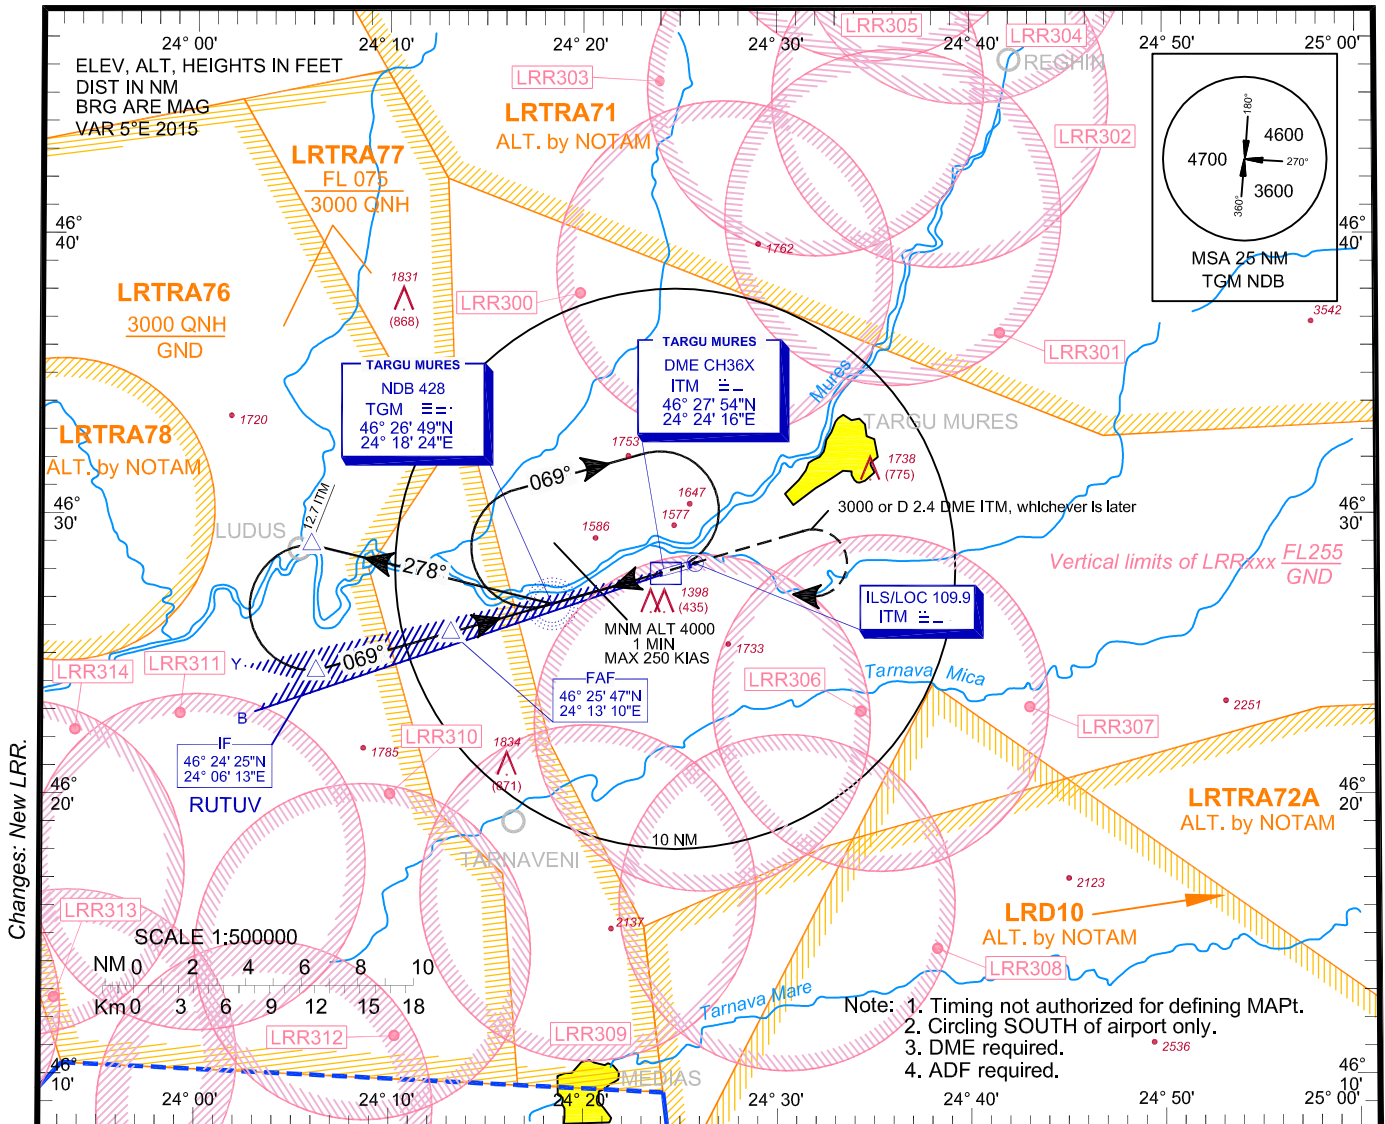 24° 00' 24° 10' 24° 20' 24° 30' 24° 40' 24° 50' 25° 00'
ELEV, ALT, HEIGHTS IN FEET
DIST IN NM
BRG ARE MAG
VAR 5°E 2015
LRR305
LRR304
REGHIN
LRR303
LRR302
LRTRA71
ALT. by NOTAM
LRTRA77
FL 075
3000 QNH
180°
4600
4700
270°
3600
360°
MSA 25 NM
TGM NDB
46°
40'
46°
40'
1762
1831
(868)
LRTRA76
3000 QNH
GND
LRR300
3542
LRR301
TARGU MURES
NDB 428
TGM
46° 26' 49"N
24° 18' 24"E
TARGU MURES
DME CH36X
ITM
46° 27' 54"N
24° 24' 16"E
Mures
TARGU MURES
1720
LRTRA78
ALT. by NOTAM
1753
1738
(775)
069°
1647
1577
1586
3000 or D 2.4 DME ITM, whichever is later
46°
30'
46°
30'
12.7 ITM
LUDUS
278°
Vertical limits of LRRxxx FL255
GND
1398
(435)
ILS/LOC 109.9
ITM
MNM ALT 4000
1 MIN
MAX 250 KIAS
1733
069°
Y
B
LRR314
LRR311
FAF
46° 25' 47"N
24° 13' 10"E
LRR306
Tarnava Mica
LRR307
2251
LRR310
1785
1834
(871)
IF
46° 24' 25"N
24° 06' 13"E
RUTUV
46°
20'
46°
20'
10 NM
TARNAVENI
LRTRA72A
ALT. by NOTAM
2123
LRD10
ALT. by NOTAM
2137
LRR313
LRR308
SCALE 1:500000
NM 0 2 4 6 8 10
Km 0 3 6 9 12 15 18
Tarnava Mare
LRR312
LRR309
Note: 1. Timing not authorized for defining MAPt.
2. Circling SOUTH of airport only.
3. DME required.
4. ADF required.
2536
MEDIAS
46°
10'
46°
10'
24° 00' 24° 10' 24° 20' 24° 30' 24° 40' 24° 50' 25° 00'
Changes: New LRR.